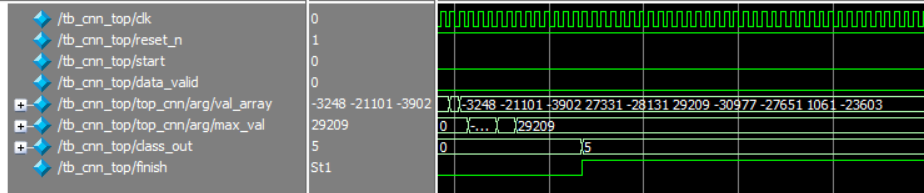 /tb_cnn_top/clk 0
/tb_cnn_top/reset_n 1
/tb_cnn_top/start 0
/tb_cnn_top/data_valid 0
/tb_cnn_top/top_cnn/arg/val_array -3248 -21101 -3902 -3248 -21101 -3902 27331 -28131 29209 -30977 -27651 1061 -23603
/tb_cnn_top/top_cnn/arg/max_val 29209 0 -... 29209
/tb_cnn_top/class_out 5 0 5
/tb_cnn_top/finish St1